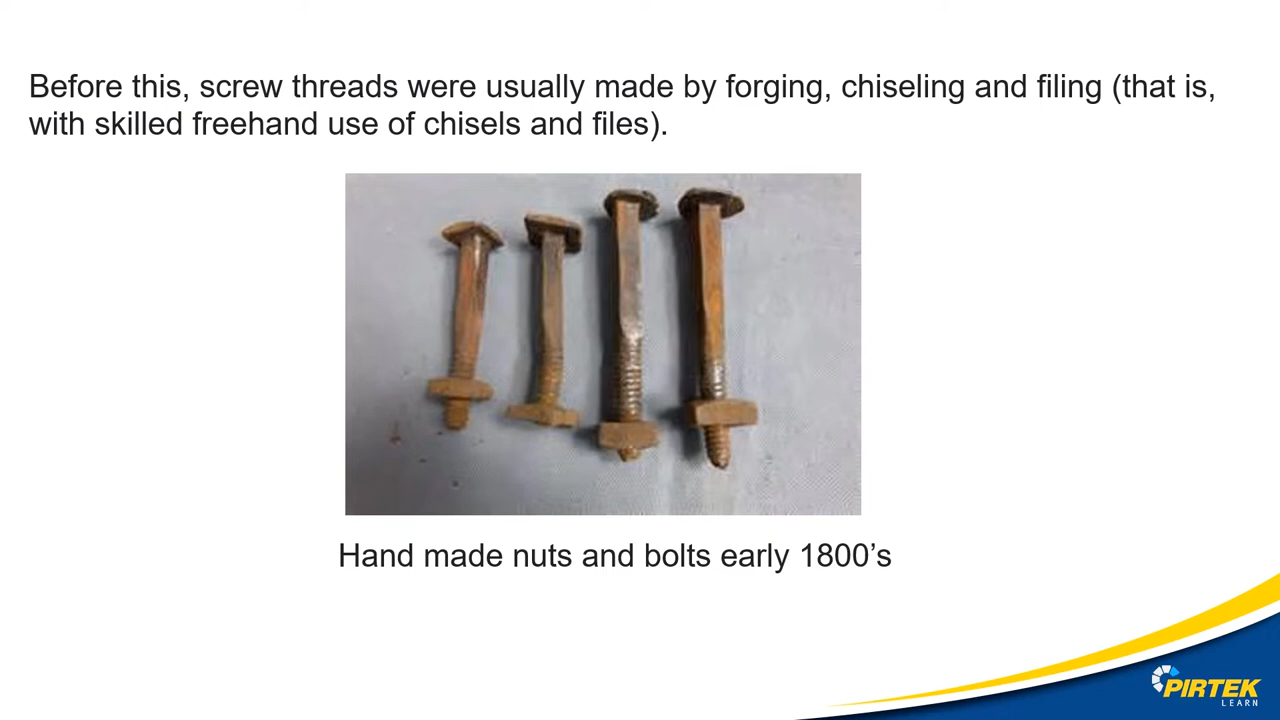 Before this, screw threads were usually made by forging, chiseling and filing (that is,
with skilled freehand use of chisels and files).
Hand made nuts and bolts early 1800’s
PIRTEK
LEARN